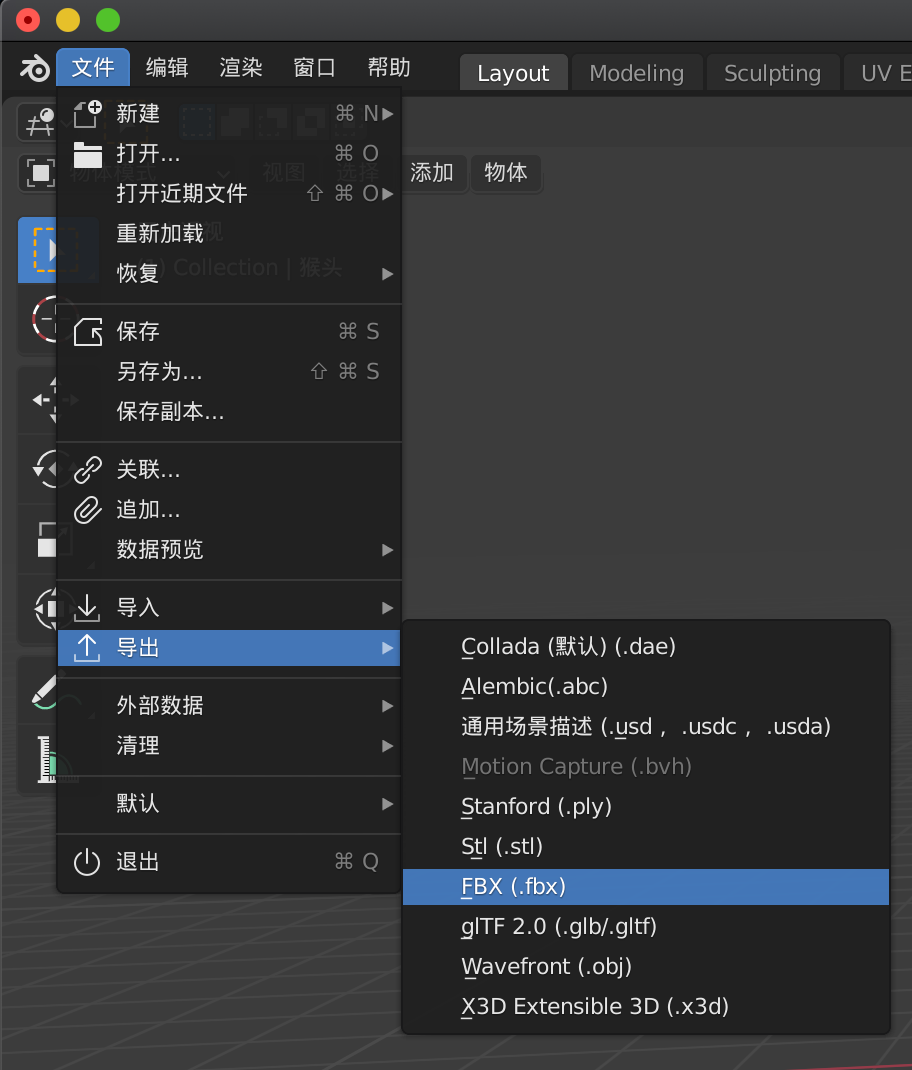 文件 编辑 渲染 窗口 帮助 Layout Modeling Sculpting UV E
新建 ⌘ N
打开... ⌘ O
物体模式 视图 选择 添加 物体
打开近期文件 ⇧ ⌘ O
重新加载
Collection | 猴头
恢复
保存 ⌘ S
另存为... ⇧ ⌘ S
保存副本...
关联...
追加...
数据预览
导入
导出
外部数据
清理
默认
退出 ⌘ Q
Collada (默认) (.dae)
Alembic(.abc)
通用场景描述 (.usd ，.usdc ，.usda)
Motion Capture (.bvh)
Stanford (.ply)
Stl (.stl)
FBX (.fbx)
glTF 2.0 (.glb/.gltf)
Wavefront (.obj)
X3D Extensible 3D (.x3d)